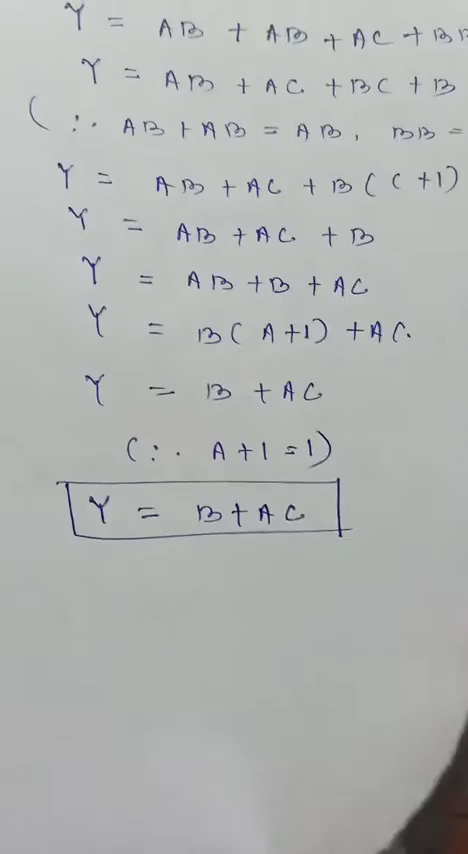 Y = AB + AB + AC + BB
Y = AB + AC + BC + B
(∴ AB + AB = AB, BB =
Y = AB + AC + B(C+1)
Y = AB + AC + B
Y = AB + B + AC
Y = B(A+1) + AC.
Y = B + AC
(∴ A+1=1)
Y = B + AC